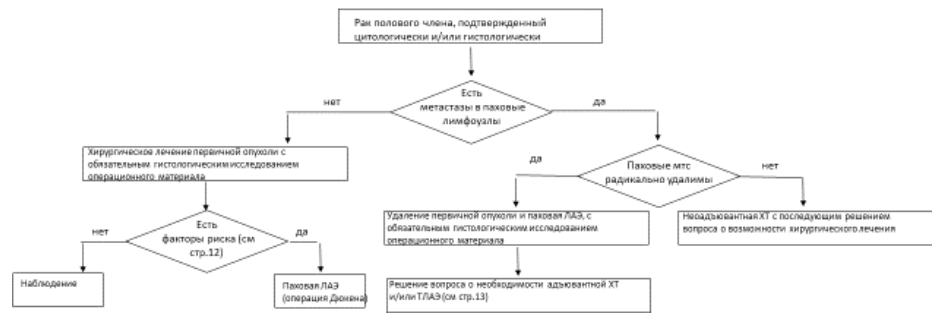 Рак полового члена, подтвержденный
цитологически и/или гистологически
Есть
метастазы в паховые
лимфоузлы
нет
да
Хирургическое лечение первичной опухоли с
обязательным гистологическим исследованием
операционного материала
Паховые мтс
радикально удалимы
да
нет
Есть
факторы риска (см
стр.12)
нет
да
Удаление первичной опухоли и паховая ЛАЭ, с
обязательным гистологическим исследованием
операционного материала
Неоадъювантная ХТ с последующим решением
вопроса о возможности хирургического лечения
Наблюдение
Паховая ЛАЭ
(операция Дюкена)
Решение вопроса о необходимости адъювантной ХТ
и/или ТЛАЭ (см стр.13)